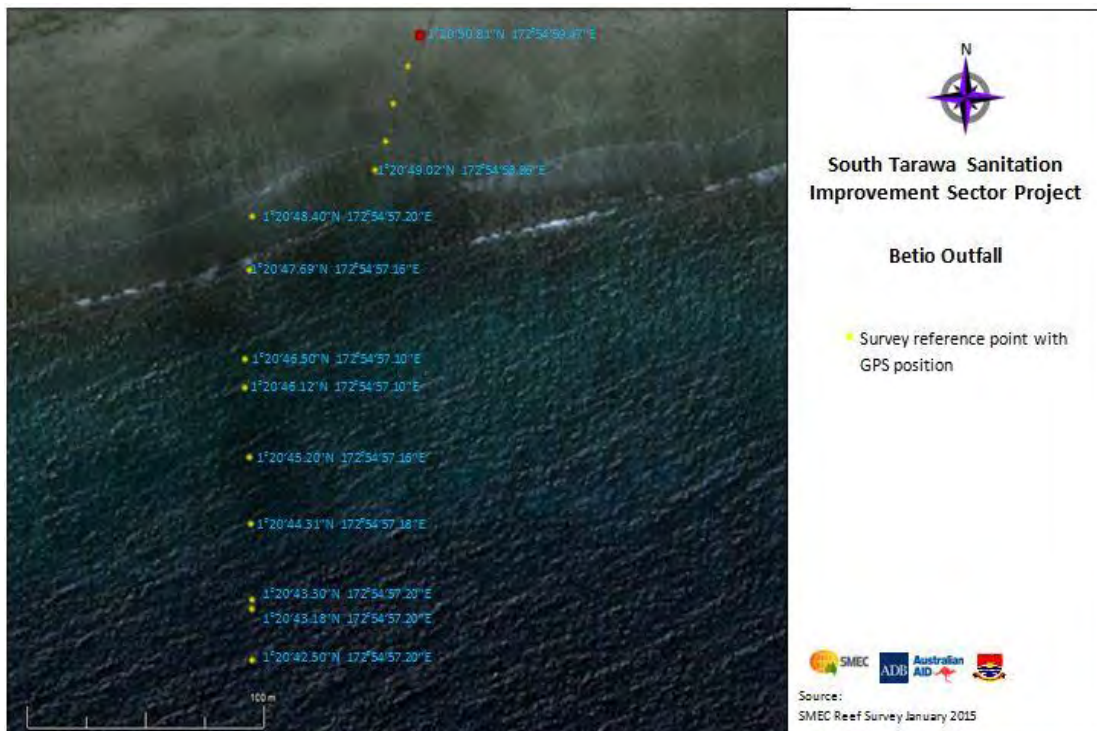 1°20'50.81"N 172°54'59.47"E
1°20'49.02"N 172°54'58.86"E
1°20'48.40"N 172°54'57.20"E
1°20'47.69"N 172°54'57.16"E
1°20'46.50"N 172°54'57.10"E
1°20'46.12"N 172°54'57.10"E
1°20'45.20"N 172°54'57.16"E
1°20'44.31"N 172°54'57.18"E
1°20'43.30"N 172°54'57.20"E
1°20'43.18"N 172°54'57.20"E
1°20'42.50"N 172°54'57.20"E
100 m
N
South Tarawa Sanitation
Improvement Sector Project
Betio Outfall
Survey reference point with
GPS position
SMEC
ADB
Australian
AID
Source:
SMEC Reef Survey January 2015